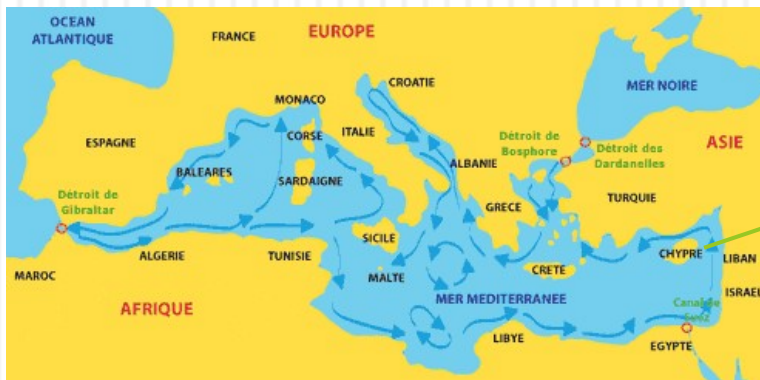 OCEAN
ATLANTIQUE
FRANCE
EUROPE
CROATIE
MER NOIRE
MONACO
ESPAGNE
CORSE
ITALIE
Détroit de
Bosphore
Détroit des
Dardanelles
ASIE
BALEARES
SARDAIGNE
ALBANIE
Détroit de
Gibraltar
GRECE
TURQUIE
SICILE
ALGERIE
TUNISIE
CHYPRE
LIBAN
MAROC
MALTE
CRETE
AFRIQUE
MER MEDITERRANEE
ISRAEL
Canal de
Suez
LIBYE
EGYPTE